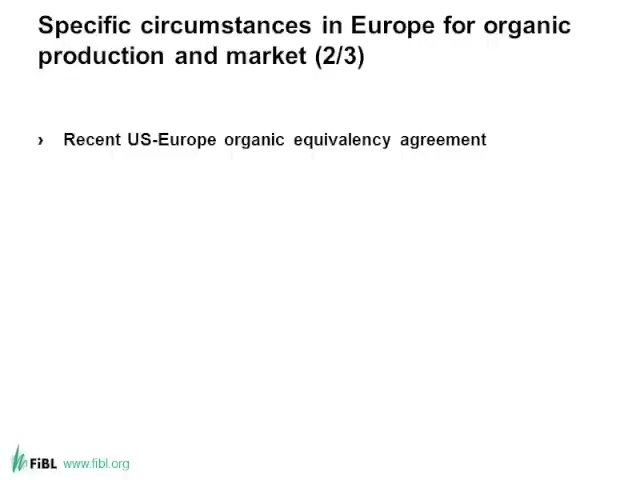 Specific circumstances in Europe for organic
production and market (2/3)
› Recent US-Europe organic equivalency agreement
FiBL www.fibl.org